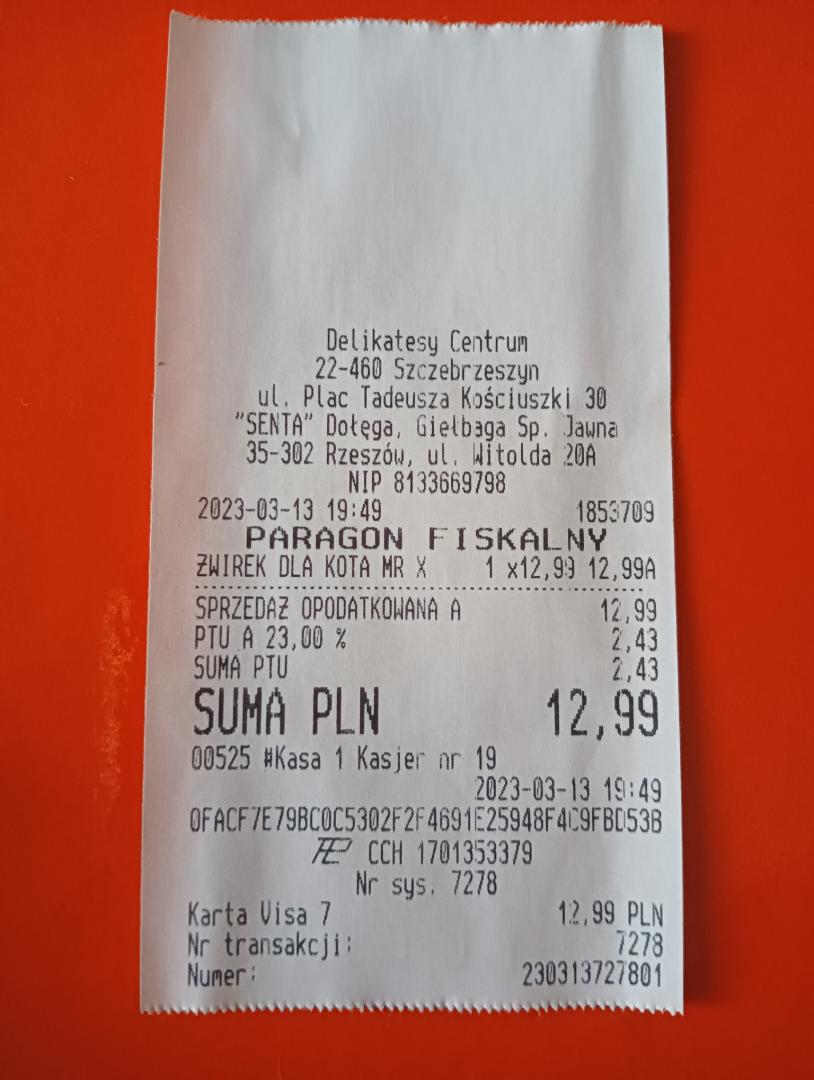 Delikatesy Centrum
22-460 Szczebrzeszyn
ul. Plac Tadeusza Kościuszki 30
"SENTA" Dołęga, Giełbaga Sp. Jawna
35-302 Rzeszów, ul. Witolda 20A
NIP 8133669798
2023-03-13 19:49 1853709
PARAGON FISKALNY
ŻWIREK DLA KOTA MR X 1 x12,99 12,99A
SPRZEDAŻ OPODATKOWANA A 12,99
PTU A 23,00 % 2,43
SUMA PTU 2,43
SUMA PLN 12,99
00525 #Kasa 1 Kasjer nr 19
2023-03-13 19:49
0FACF7E79BC0C5302F2F4691E25948F4C9FBD53B
CCH 1701353379
Nr sys. 7278
Karta Visa 7 12,99 PLN
Nr transakcji: 7278
Numer: 230313727801